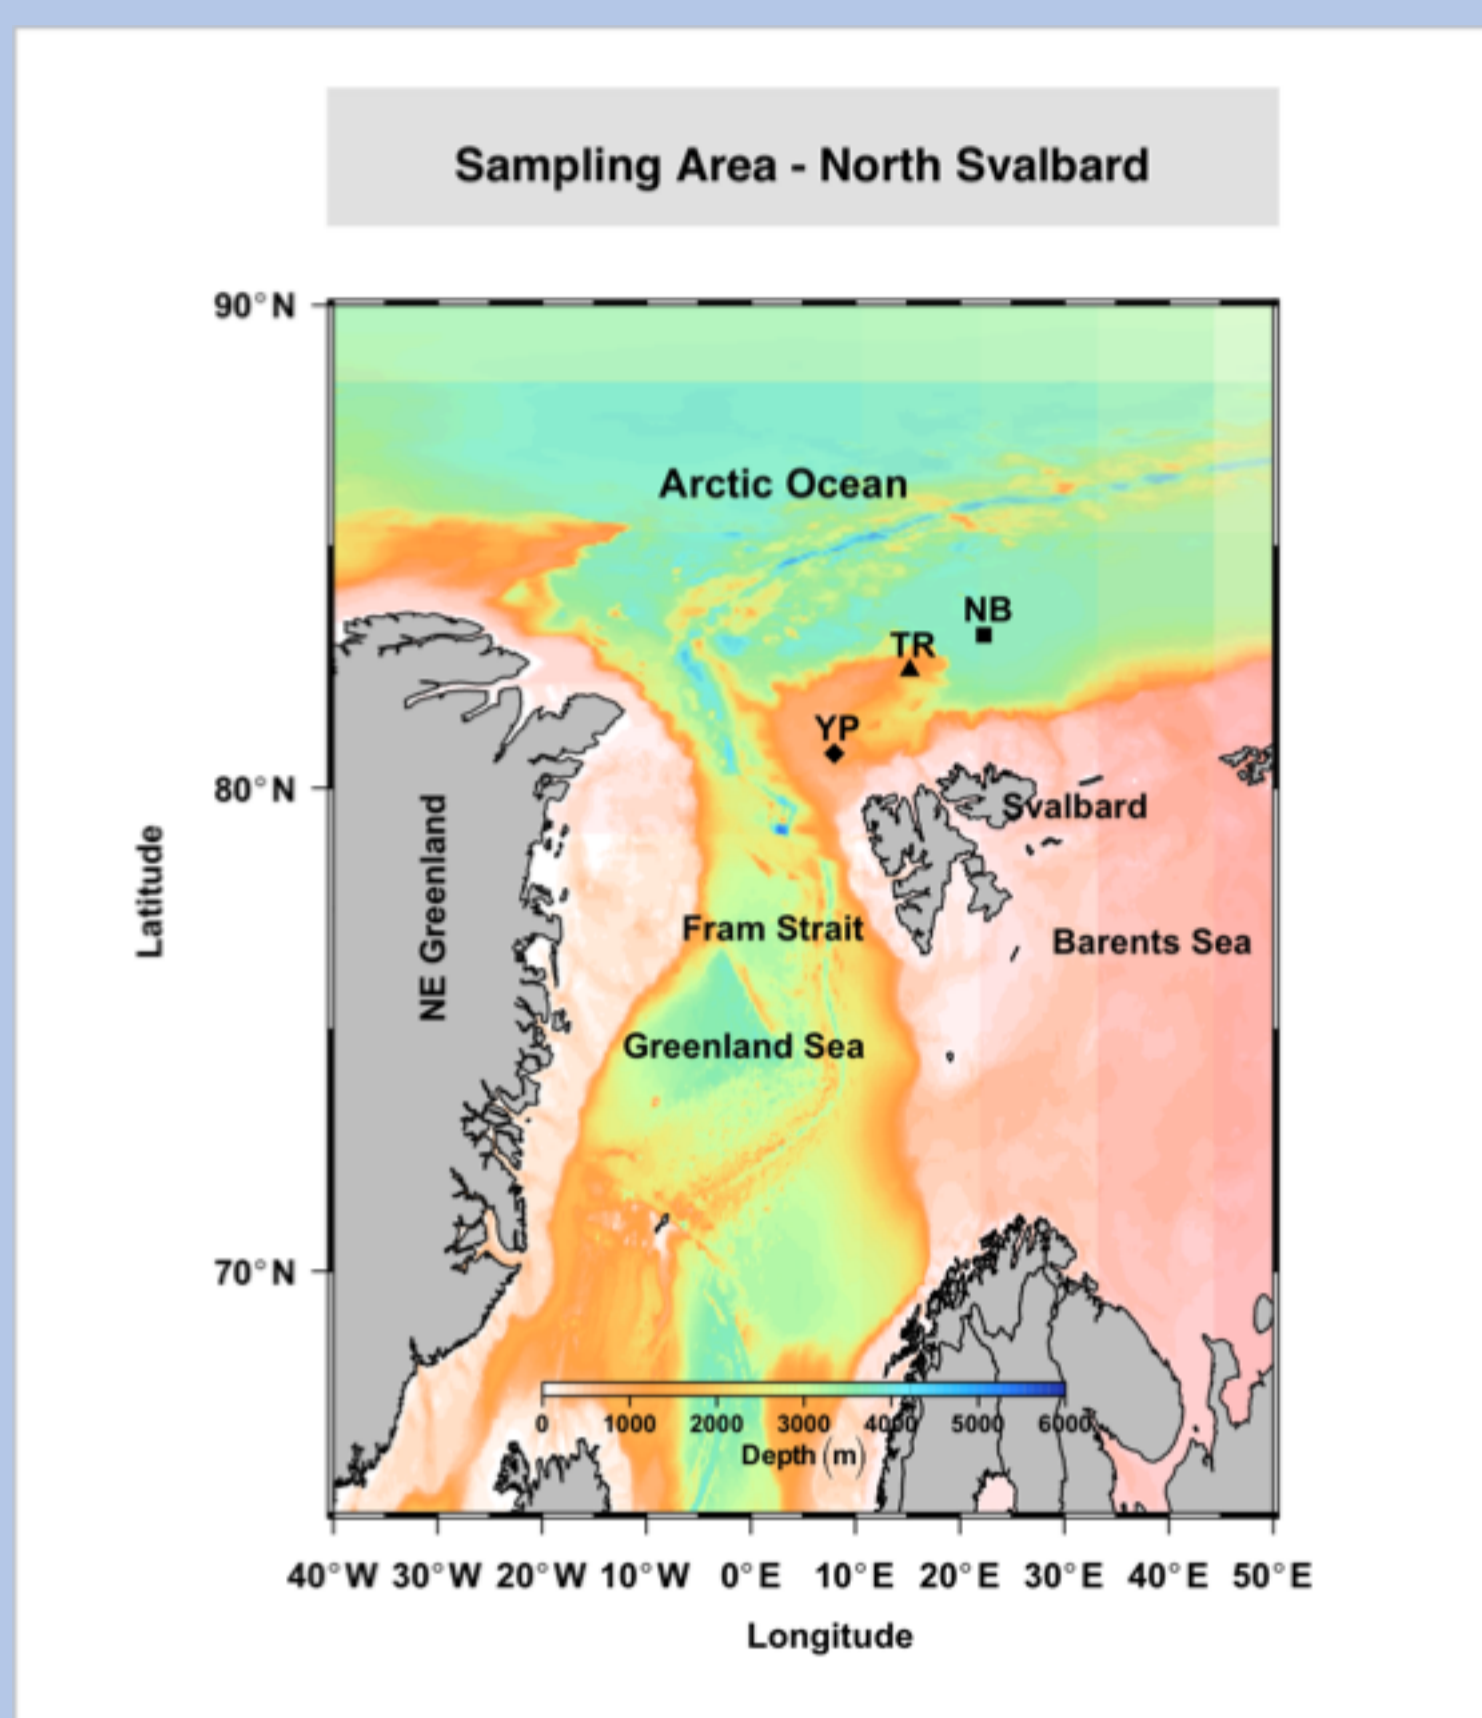 Sampling Area - North Svalbard
90°N
Arctic Ocean
NB
TR
YP
80°N
Svalbard
NE Greenland
Latitude
Fram Strait
Barents Sea
Greenland Sea
70°N
0 1000 2000 3000 4000 5000 6000
Depth (m)
40°W 30°W 20°W 10°W 0°E 10°E 20°E 30°E 40°E 50°E
Longitude